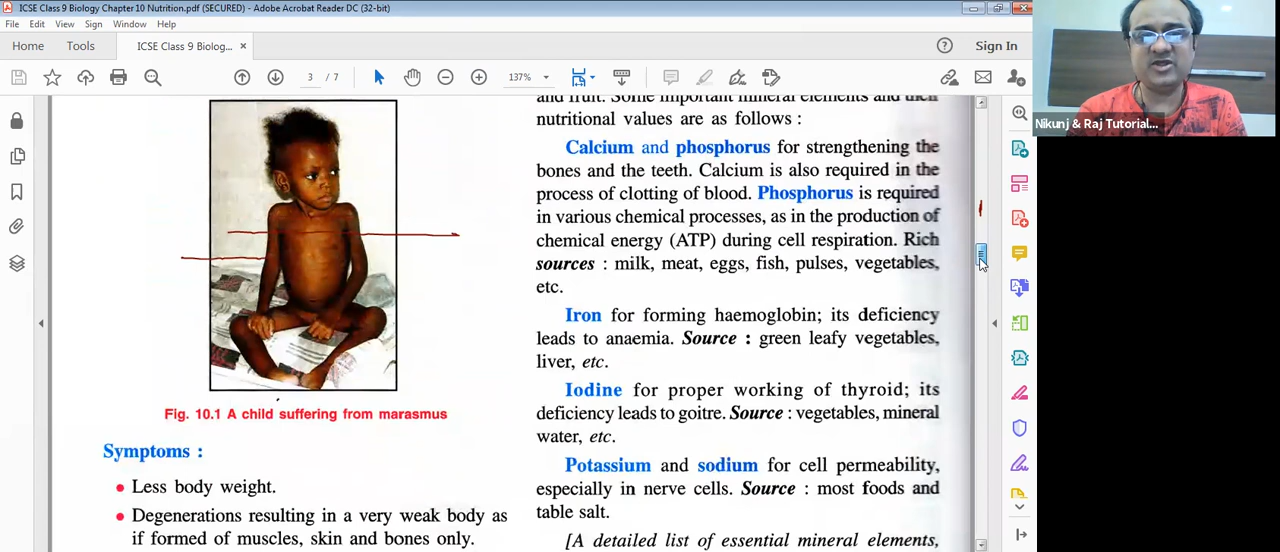 ICSE Class 9 Biology Chapter 10 Nutrition.pdf (SECURED) - Adobe Acrobat Reader DC (32-bit)
File Edit View Sign Window Help
Home Tools ICSE Class 9 Biolog... Sign In
3 / 7 137%
Nikunj & Raj Tutorial...
Fig. 10.1 A child suffering from marasmus
Symptoms :
Less body weight.
Degenerations resulting in a very weak body as
if formed of muscles, skin and bones only.
and fruit. Some important mineral elements and their
nutritional values are as follows :
Calcium and phosphorus for strengthening the
bones and the teeth. Calcium is also required in the
process of clotting of blood. Phosphorus is required
in various chemical processes, as in the production of
chemical energy (ATP) during cell respiration. Rich
sources : milk, meat, eggs, fish, pulses, vegetables,
etc.
Iron for forming haemoglobin; its deficiency
leads to anaemia. Source : green leafy vegetables,
liver, etc.
Iodine for proper working of thyroid; its
deficiency leads to goitre. Source : vegetables, mineral
water, etc.
Potassium and sodium for cell permeability,
especially in nerve cells. Source : most foods and
table salt.
[A detailed list of essential mineral elements,